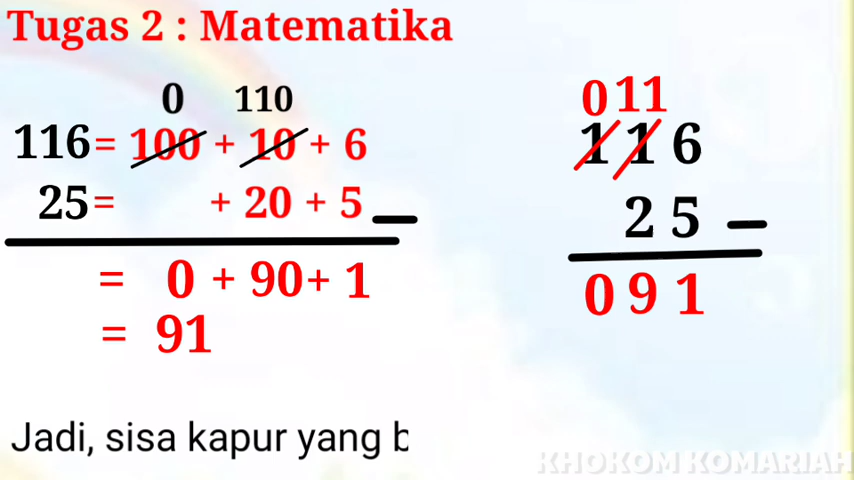 Tugas 2 : Matematika
0 110
116= 100 + 10 + 6
25= + 20 + 5 −
= 0 + 90+ 1
= 91
0 11
1 1 6
2 5 −
0 9 1
Jadi, sisa kapur yang
KHOKOM KOMARIAH